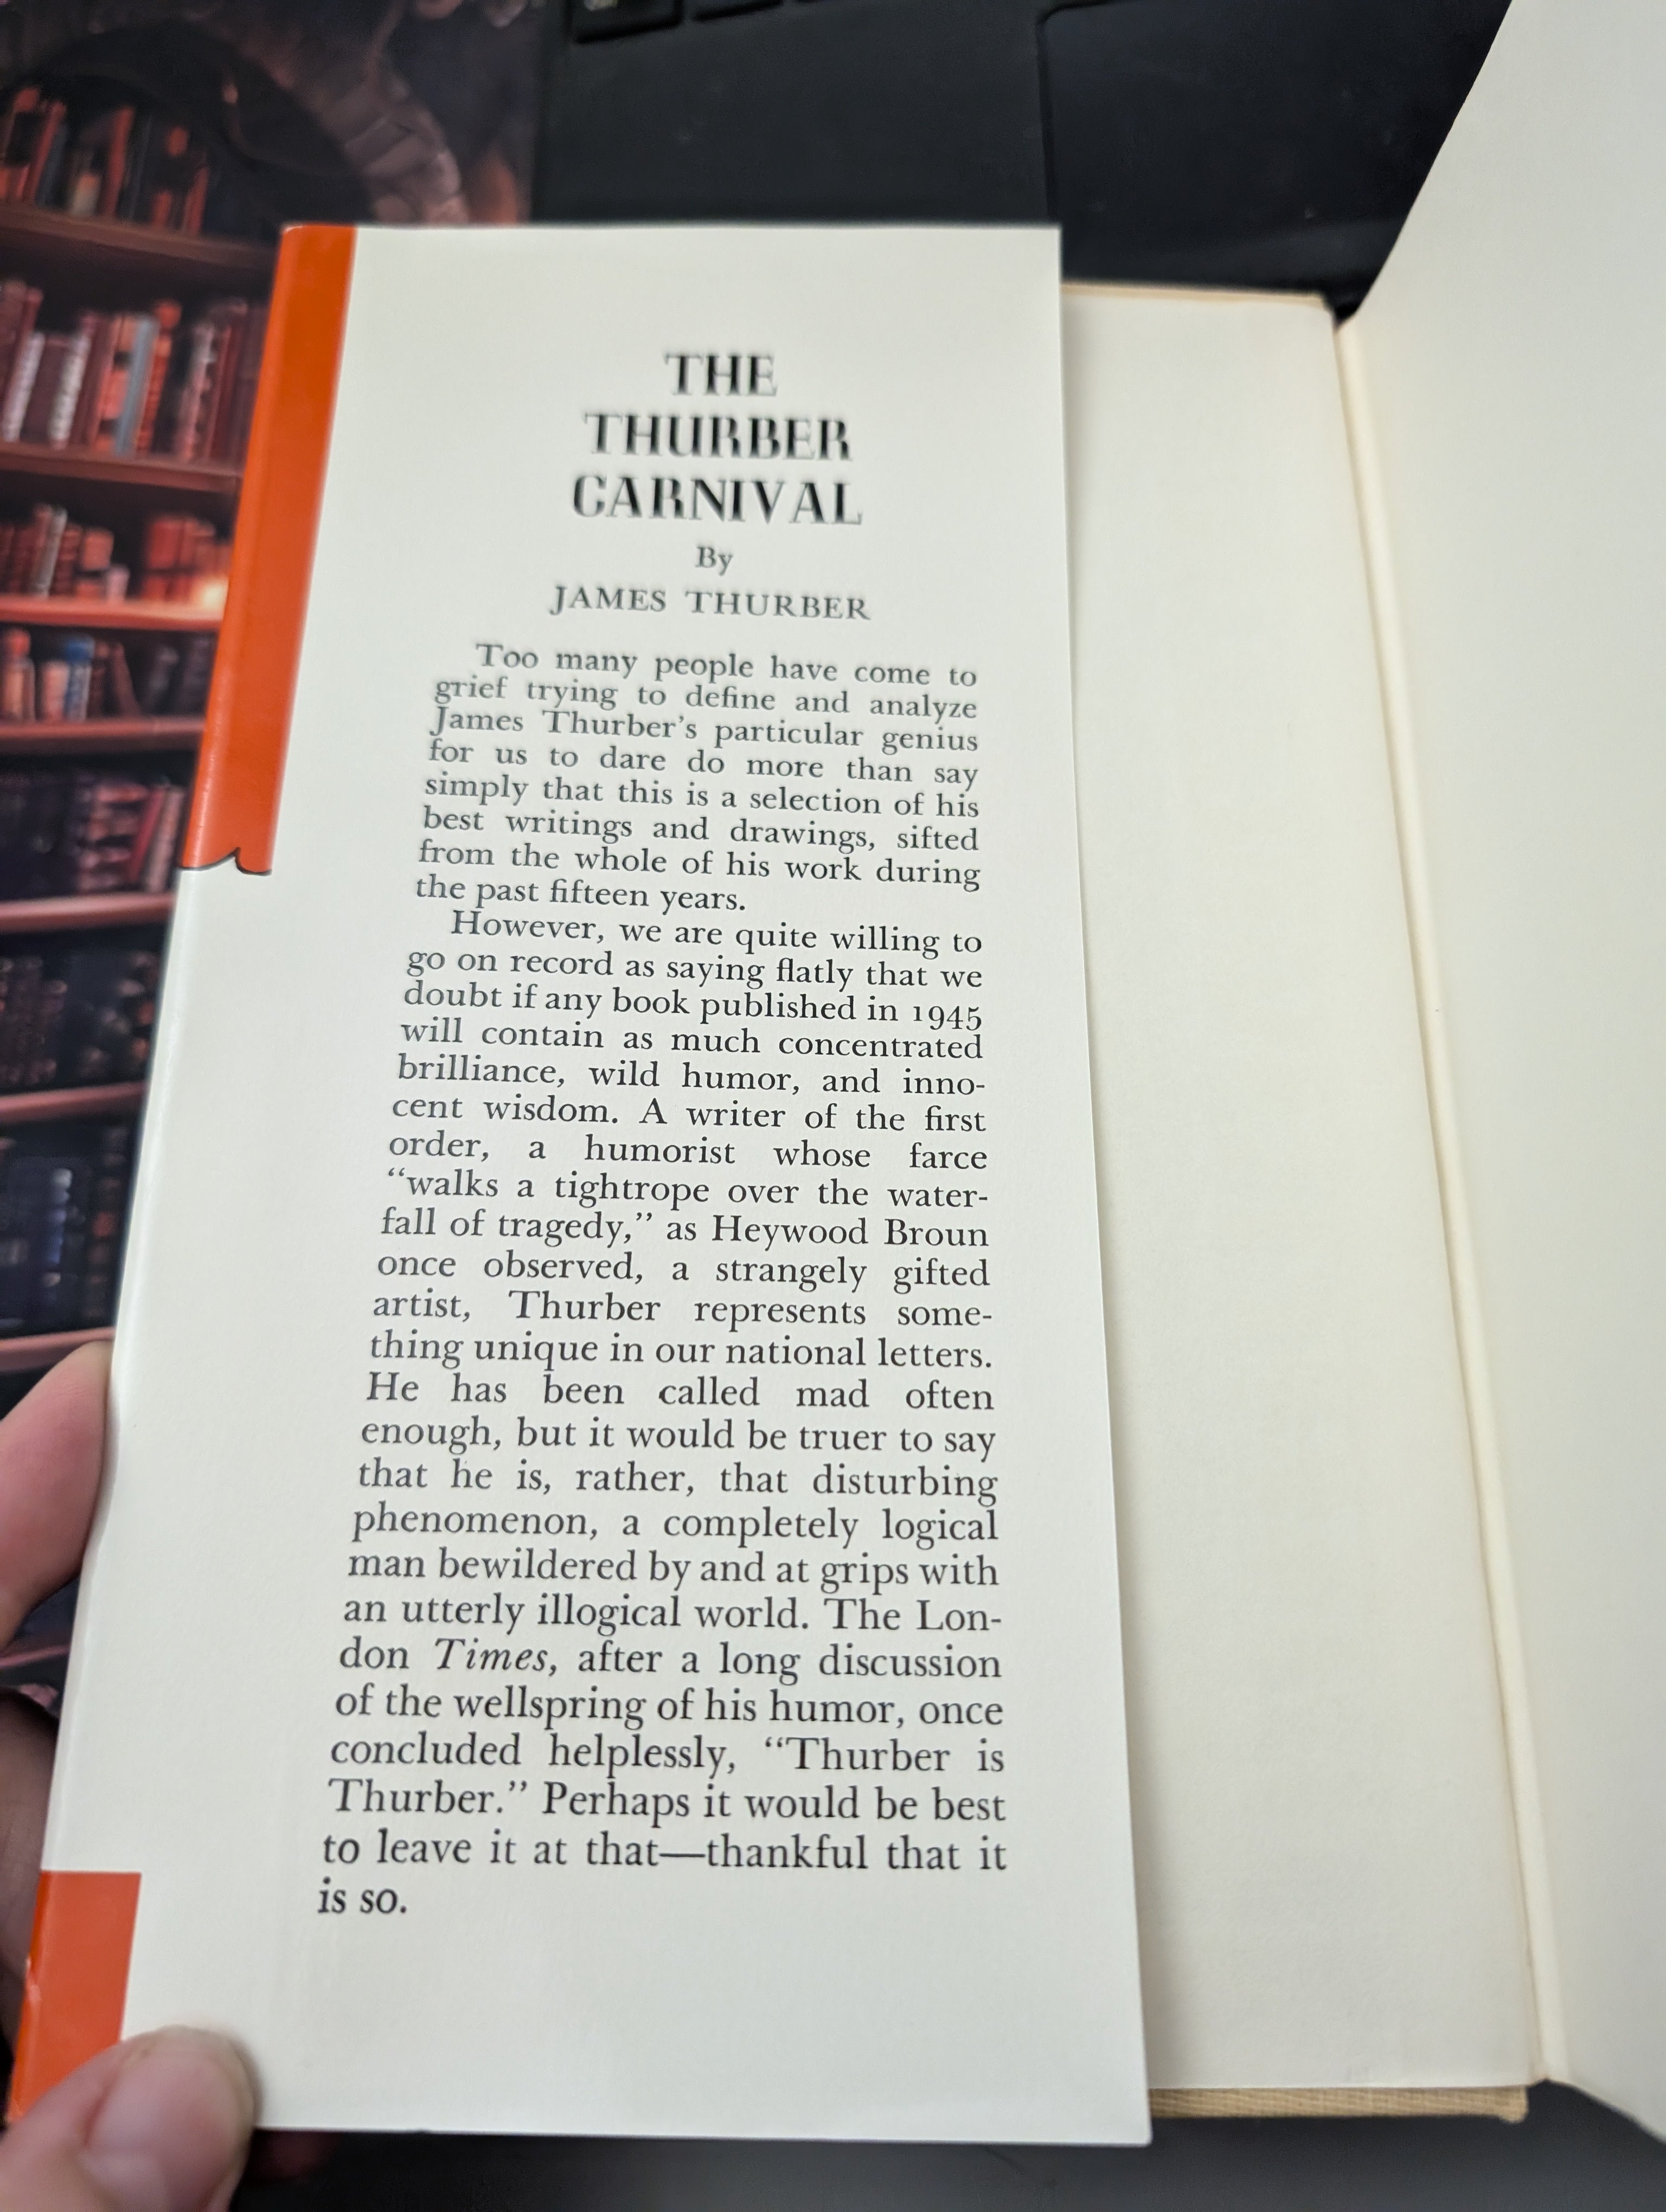 THE
THURBER
CARNIVAL
By
JAMES THURBER
Too many people have come to
grief trying to define and analyze
James Thurber's particular genius
for us to dare do more than say
simply that this is a selection of his
best writings and drawings, sifted
from the whole of his work during
the past fifteen years.
However, we are quite willing to
go on record as saying flatly that we
doubt if any book published in 1945
will contain as much concentrated
brilliance, wild humor, and inno-
cent wisdom. A writer of the first
order, a humorist whose farce
“walks a tightrope over the water-
fall of tragedy,” as Heywood Broun
once observed, a strangely gifted
artist, Thurber represents some-
thing unique in our national letters.
He has been called mad often
enough, but it would be truer to say
that he is, rather, that disturbing
phenomenon, a completely logical
man bewildered by and at grips with
an utterly illogical world. The Lon-
don Times, after a long discussion
of the wellspring of his humor, once
concluded helplessly, “Thurber is
Thurber.” Perhaps it would be best
to leave it at that—thankful that it
is so.